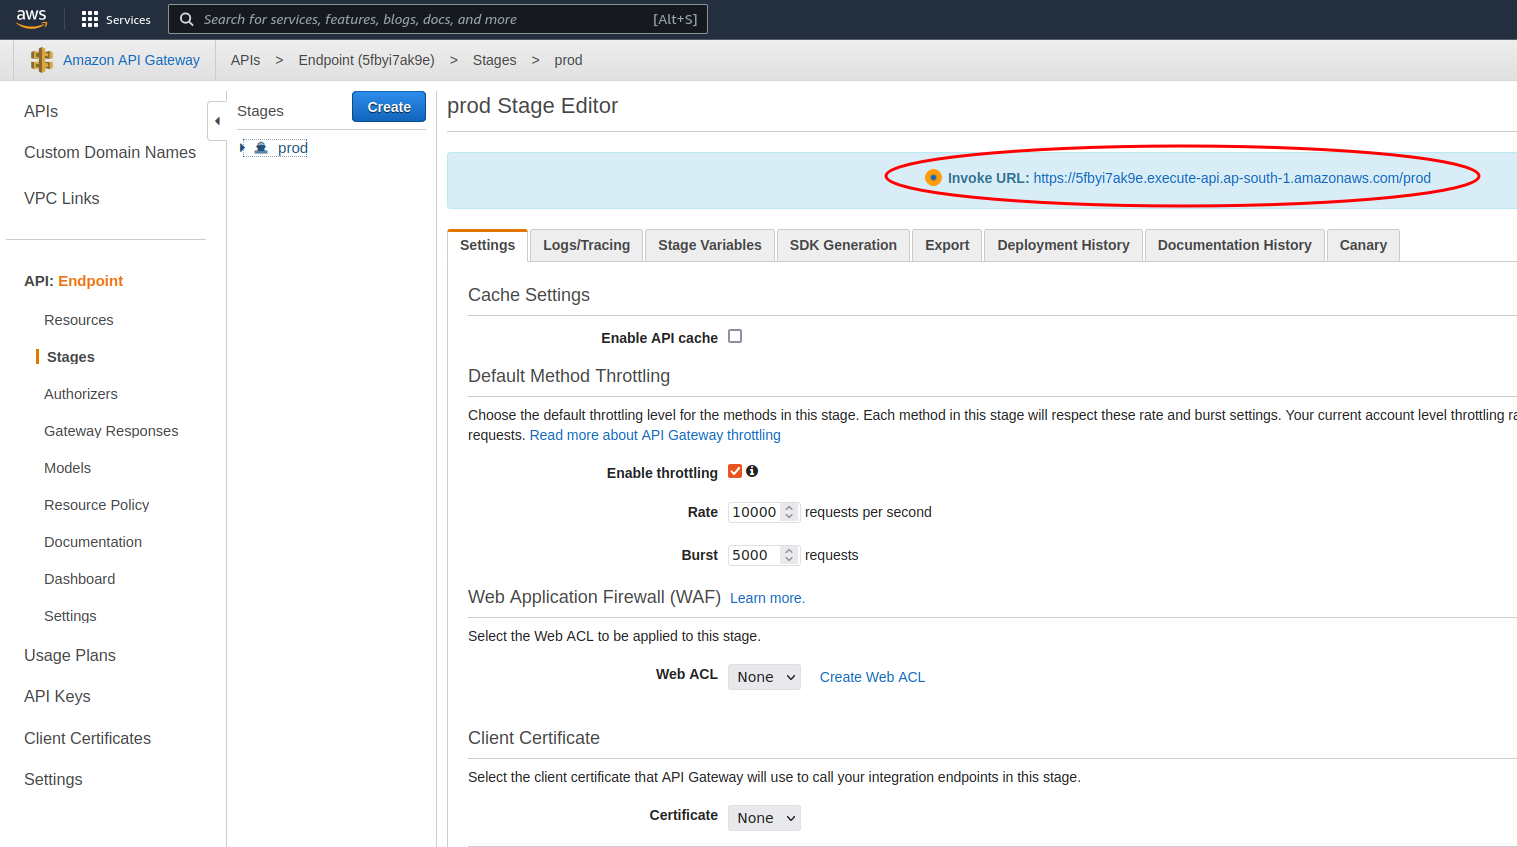 aws
Services
Search for services, features, blogs, docs, and more
[Alt+S]
Amazon API Gateway
APIs > Endpoint (5fbyi7ak9e) > Stages > prod
APIs
Custom Domain Names
VPC Links
API: Endpoint
Resources
Stages
Authorizers
Gateway Responses
Models
Resource Policy
Documentation
Dashboard
Settings
Usage Plans
API Keys
Client Certificates
Settings
Stages
Create
prod
prod Stage Editor
Invoke URL: https://5fbyi7ak9e.execute-api.ap-south-1.amazonaws.com/prod
Settings
Logs/Tracing
Stage Variables
SDK Generation
Export
Deployment History
Documentation History
Canary
Cache Settings
Enable API cache
Default Method Throttling
Choose the default throttling level for the methods in this stage. Each method in this stage will respect these rate and burst settings. Your current account level throttling
requests. Read more about API Gateway throttling
Enable throttling
Rate 10000 requests per second
Burst 5000 requests
Web Application Firewall (WAF) Learn more.
Select the Web ACL to be applied to this stage.
Web ACL None Create Web ACL
Client Certificate
Select the client certificate that API Gateway will use to call your integration endpoints in this stage.
Certificate None